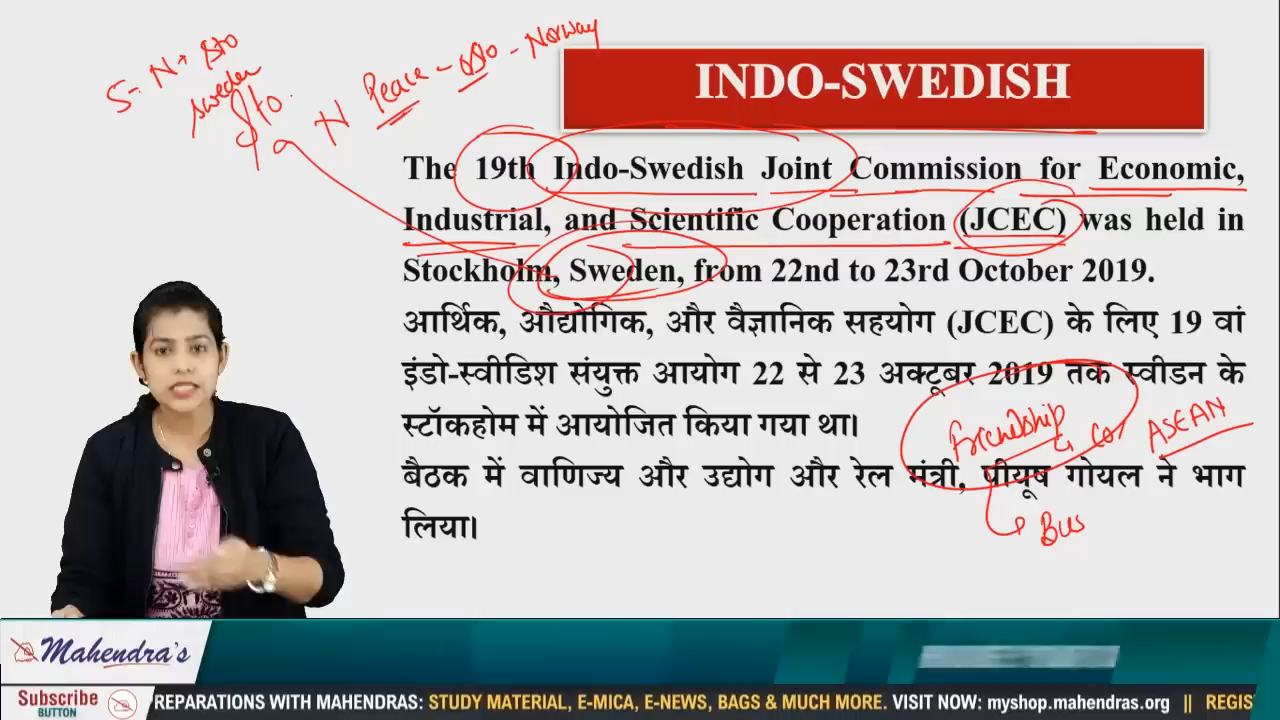 S- N* Sto
Sweden
Sto.
N Peace - Oslo - Norway
INDO-SWEDISH
The 19th Indo-Swedish Joint Commission for Economic,
Industrial, and Scientific Cooperation (JCEC) was held in
Stockholm, Sweden, from 22nd to 23rd October 2019.
आर्थिक, औद्योगिक, और वैज्ञानिक सहयोग (JCEC) के लिए 19 वां
इंडो-स्वीडिश संयुक्त आयोग 22 से 23 अक्टूबर 2019 तक स्वीडन के
स्टॉकहोम में आयोजित किया गया था।
Friendship ASEAN
बैठक में वाणिज्य और उद्योग और रेल मंत्री, पीयूष गोयल ने भाग
लिया।
Bus
Mahendra's
Subscribe
BUTTON
REPARATIONS WITH MAHENDRAS: STUDY MATERIAL, E-MICA, E-NEWS, BAGS & MUCH MORE. VISIT NOW: myshop.mahendras.org || REGIS